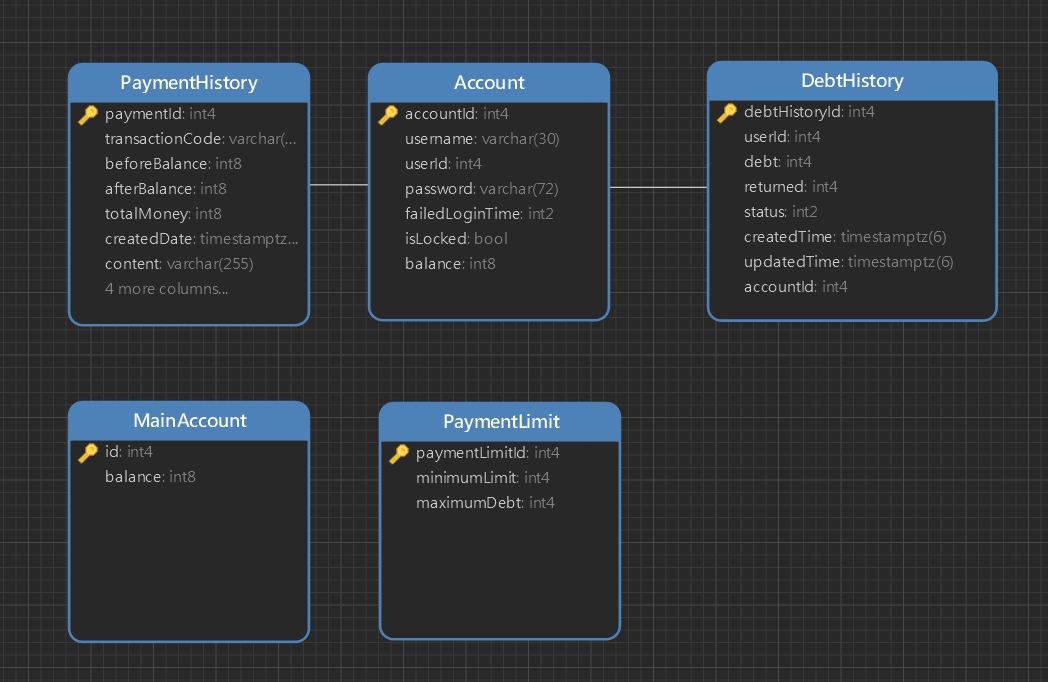 PaymentHistory
paymentId: int4
transactionCode: varchar(...
beforeBalance: int8
afterBalance: int8
totalMoney: int8
createdDate: timestamptz...
content: varchar(255)
4 more columns...
Account
accountId: int4
username: varchar(30)
userId: int4
password: varchar(72)
failedLoginTime: int2
isLocked: bool
balance: int8
DebtHistory
debtHistoryId: int4
userId: int4
debt: int4
returned: int4
status: int2
createdTime: timestamptz(6)
updatedTime: timestamptz(6)
accountId: int4
MainAccount
id: int4
balance: int8
PaymentLimit
paymentLimitId: int4
minimumLimit: int4
maximumDebt: int4